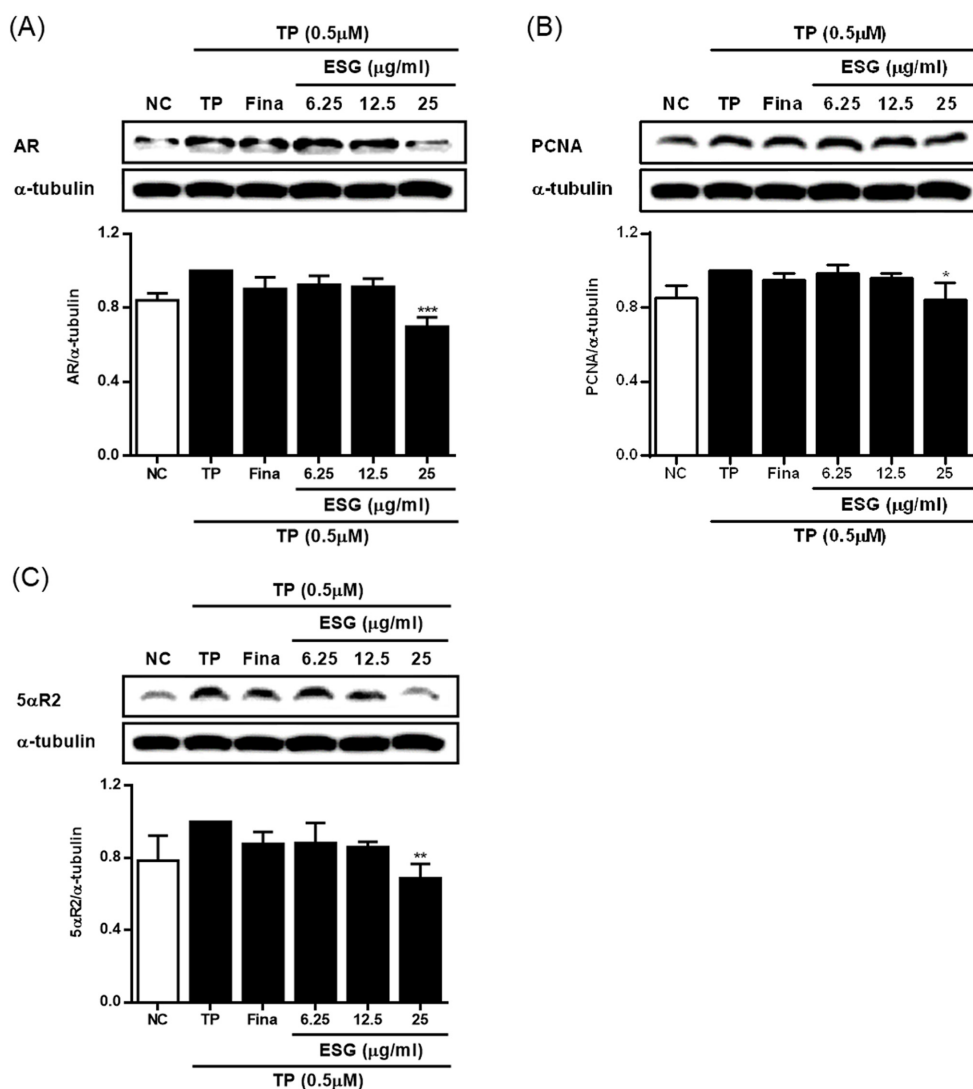 (A)
TP (0.5μM)
ESG (μg/ml)
NC TP Fina 6.25 12.5 25
AR
α-tubulin
1.2
0.8
0.4
0.0
AR/α-tubulin
***
NC TP Fina 6.25 12.5 25
ESG (μg/ml)
TP (0.5μM)
(B)
TP (0.5μM)
ESG (μg/ml)
NC TP Fina 6.25 12.5 25
PCNA
α-tubulin
1.2
0.8
0.4
0.0
PCNA/α-tubulin
*
NC TP Fina 6.25 12.5 25
ESG (μg/ml)
TP (0.5μM)
(C)
TP (0.5μM)
ESG (μg/ml)
NC TP Fina 6.25 12.5 25
5αR2
α-tubulin
1.2
0.8
0.4
0.0
5αR2/α-tubulin
**
NC TP Fina 6.25 12.5 25
ESG (μg/ml)
TP (0.5μM)